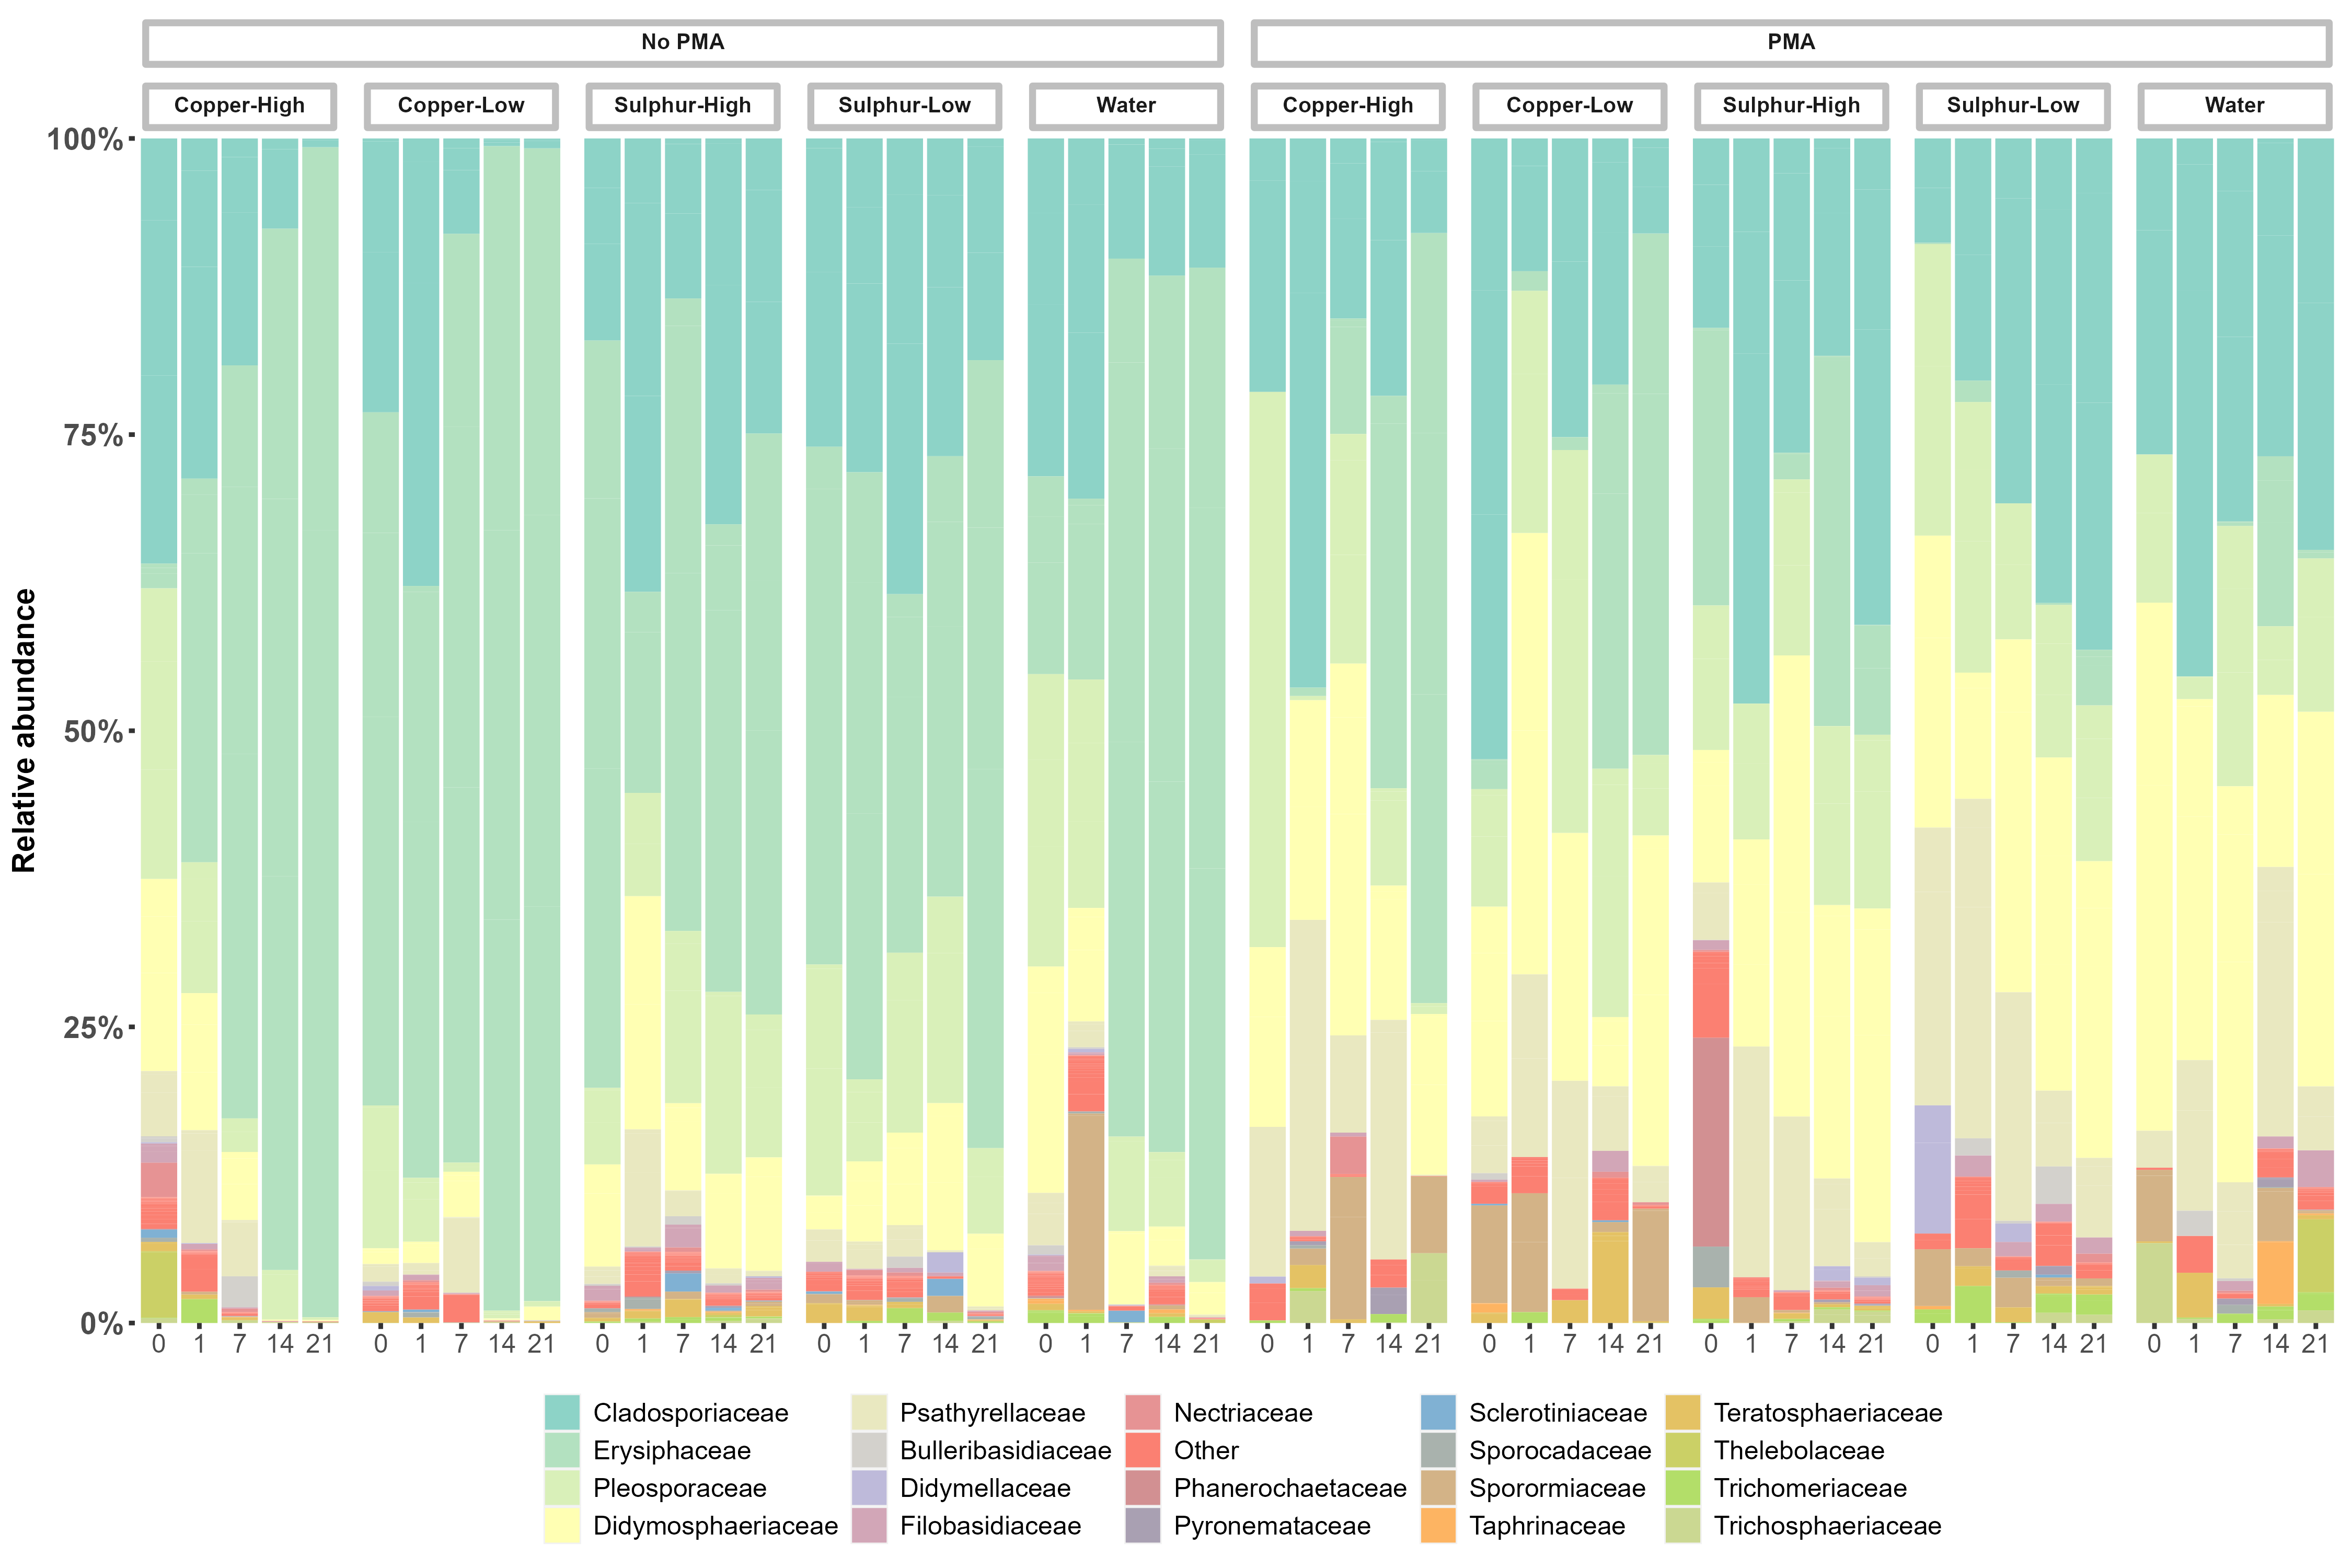 No PMA PMA
Copper-High Copper-Low Sulphur-High Sulphur-Low Water Copper-High Copper-Low Sulphur-High Sulphur-Low Water
100%
75%
50%
25%
0%
Relative abundance
0 1 7 14 21 0 1 7 14 21 0 1 7 14 21 0 1 7 14 21 0 1 7 14 21 0 1 7 14 21 0 1 7 14 21 0 1 7 14 21 0 1 7 14 21 0 1 7 14 21
Cladosporiaceae Psathyrellaceae Nectriaceae Sclerotiniaceae Teratosphaeriaceae
Erysiphaceae Bulleribasidiaceae Other Sporocadaceae Thelebolaceae
Pleosporaceae Didymellaceae Phanerochaetaceae Sporormiaceae Trichomeriaceae
Didymosphaeriaceae Filobasidiaceae Pyronemataceae Taphrinaceae Trichosphaeriaceae